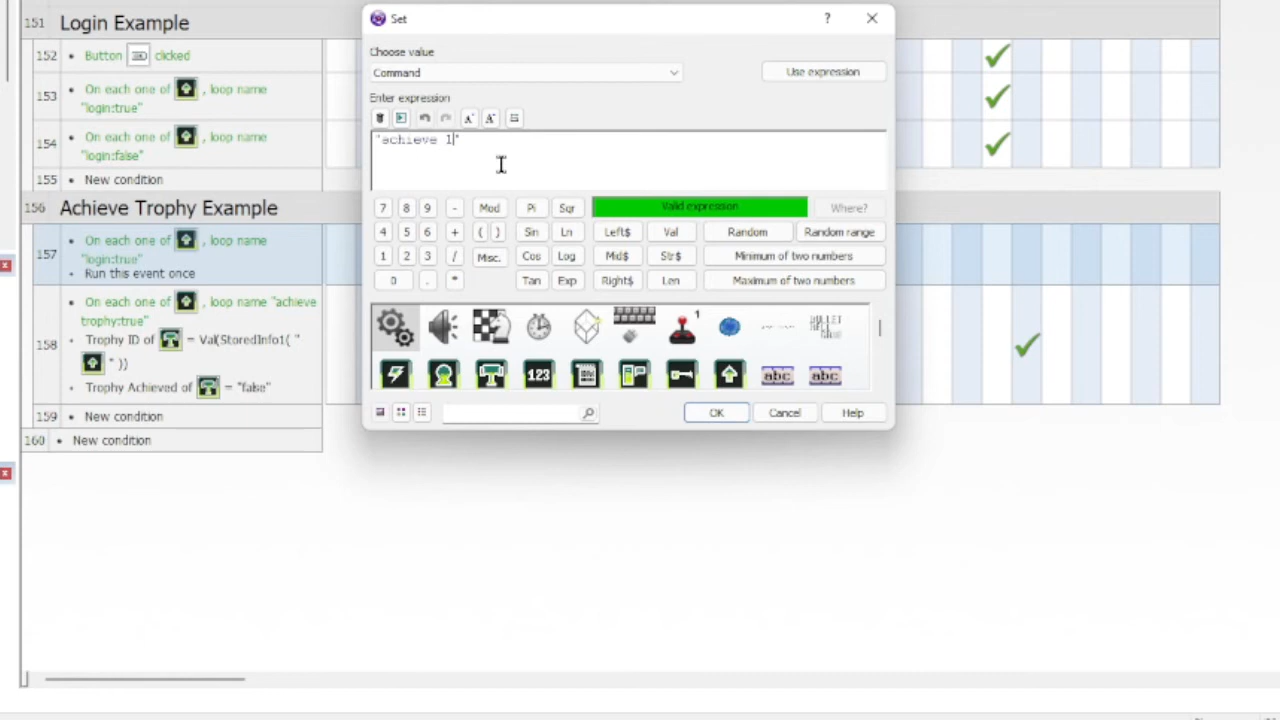 Set
?
Choose value
Command
Use expression
Enter expression
"achieve 1"
7 8 9 - Mod Pi Sqr Valid expression Where?
4 5 6 + ( ) Sin Ln Left$ Val Random Random range
1 2 3 / Misc. Cos Log Mid$ Str$ Minimum of two numbers
0 . * Tan Exp Right$ Len Maximum of two numbers
1
123
abc abc
OK Cancel Help
151 Login Example
152 • Button clicked
153 • On each one of , loop name
"login:true"
154 • On each one of , loop name
"login:false"
155 • New condition
156 Achieve Trophy Example
157 • On each one of , loop name
"login:true"
• Run this event once
158 • On each one of , loop name "achieve
trophy:true"
• Trophy ID of = Val(StoredInfo1( "
" ))
• Trophy Achieved of = "false"
159 • New condition
160 • New condition